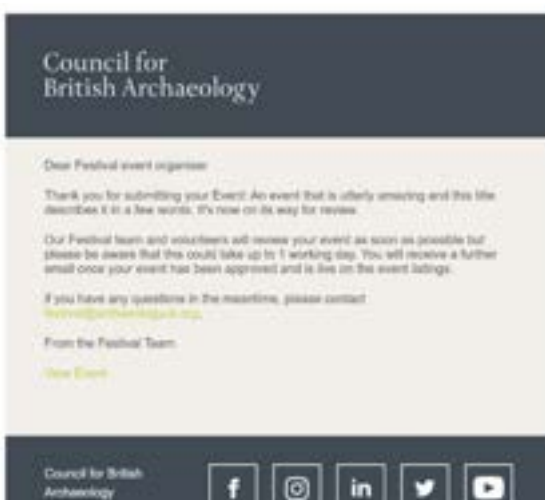 Council for
British Archaeology
Dear Festival event organiser
Thank you for submitting your Event: An event that is utterly amazing and this title
describes it in a few words. It's now on its way for review.
Our Festival team and volunteers will review your event as soon as possible but
please be aware that this could take up to 1 working day. You will receive a further
email once your event has been approved and is live on the event listings.
If you have any questions in the meantime, please contact
From the Festival Team
View Event
Council for British
Archaeology